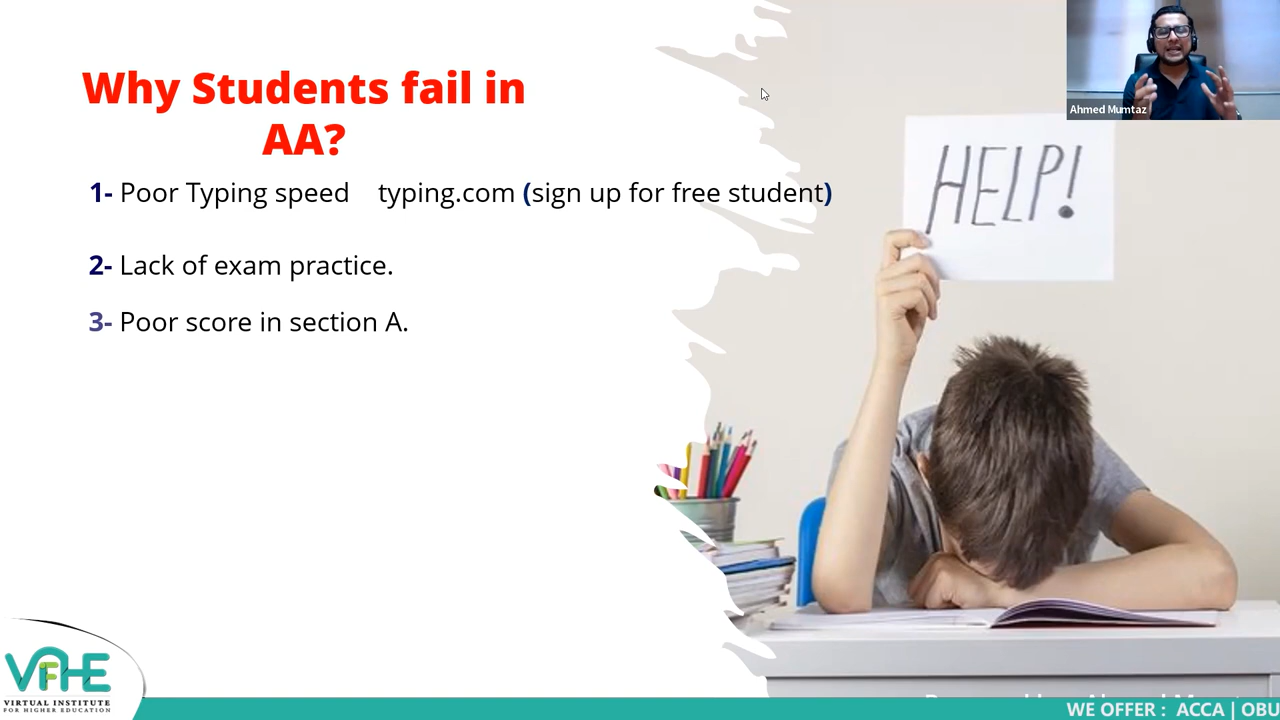 Why Students fail in
AA?
1- Poor Typing speed typing.com (sign up for free student)
2- Lack of exam practice.
3- Poor score in section A.
HELP!
Ahmed Mumtaz
VIFHE
VIRTUAL INSTITUTE
FOR HIGHER EDUCATION
WE OFFER : ACCA | OBU